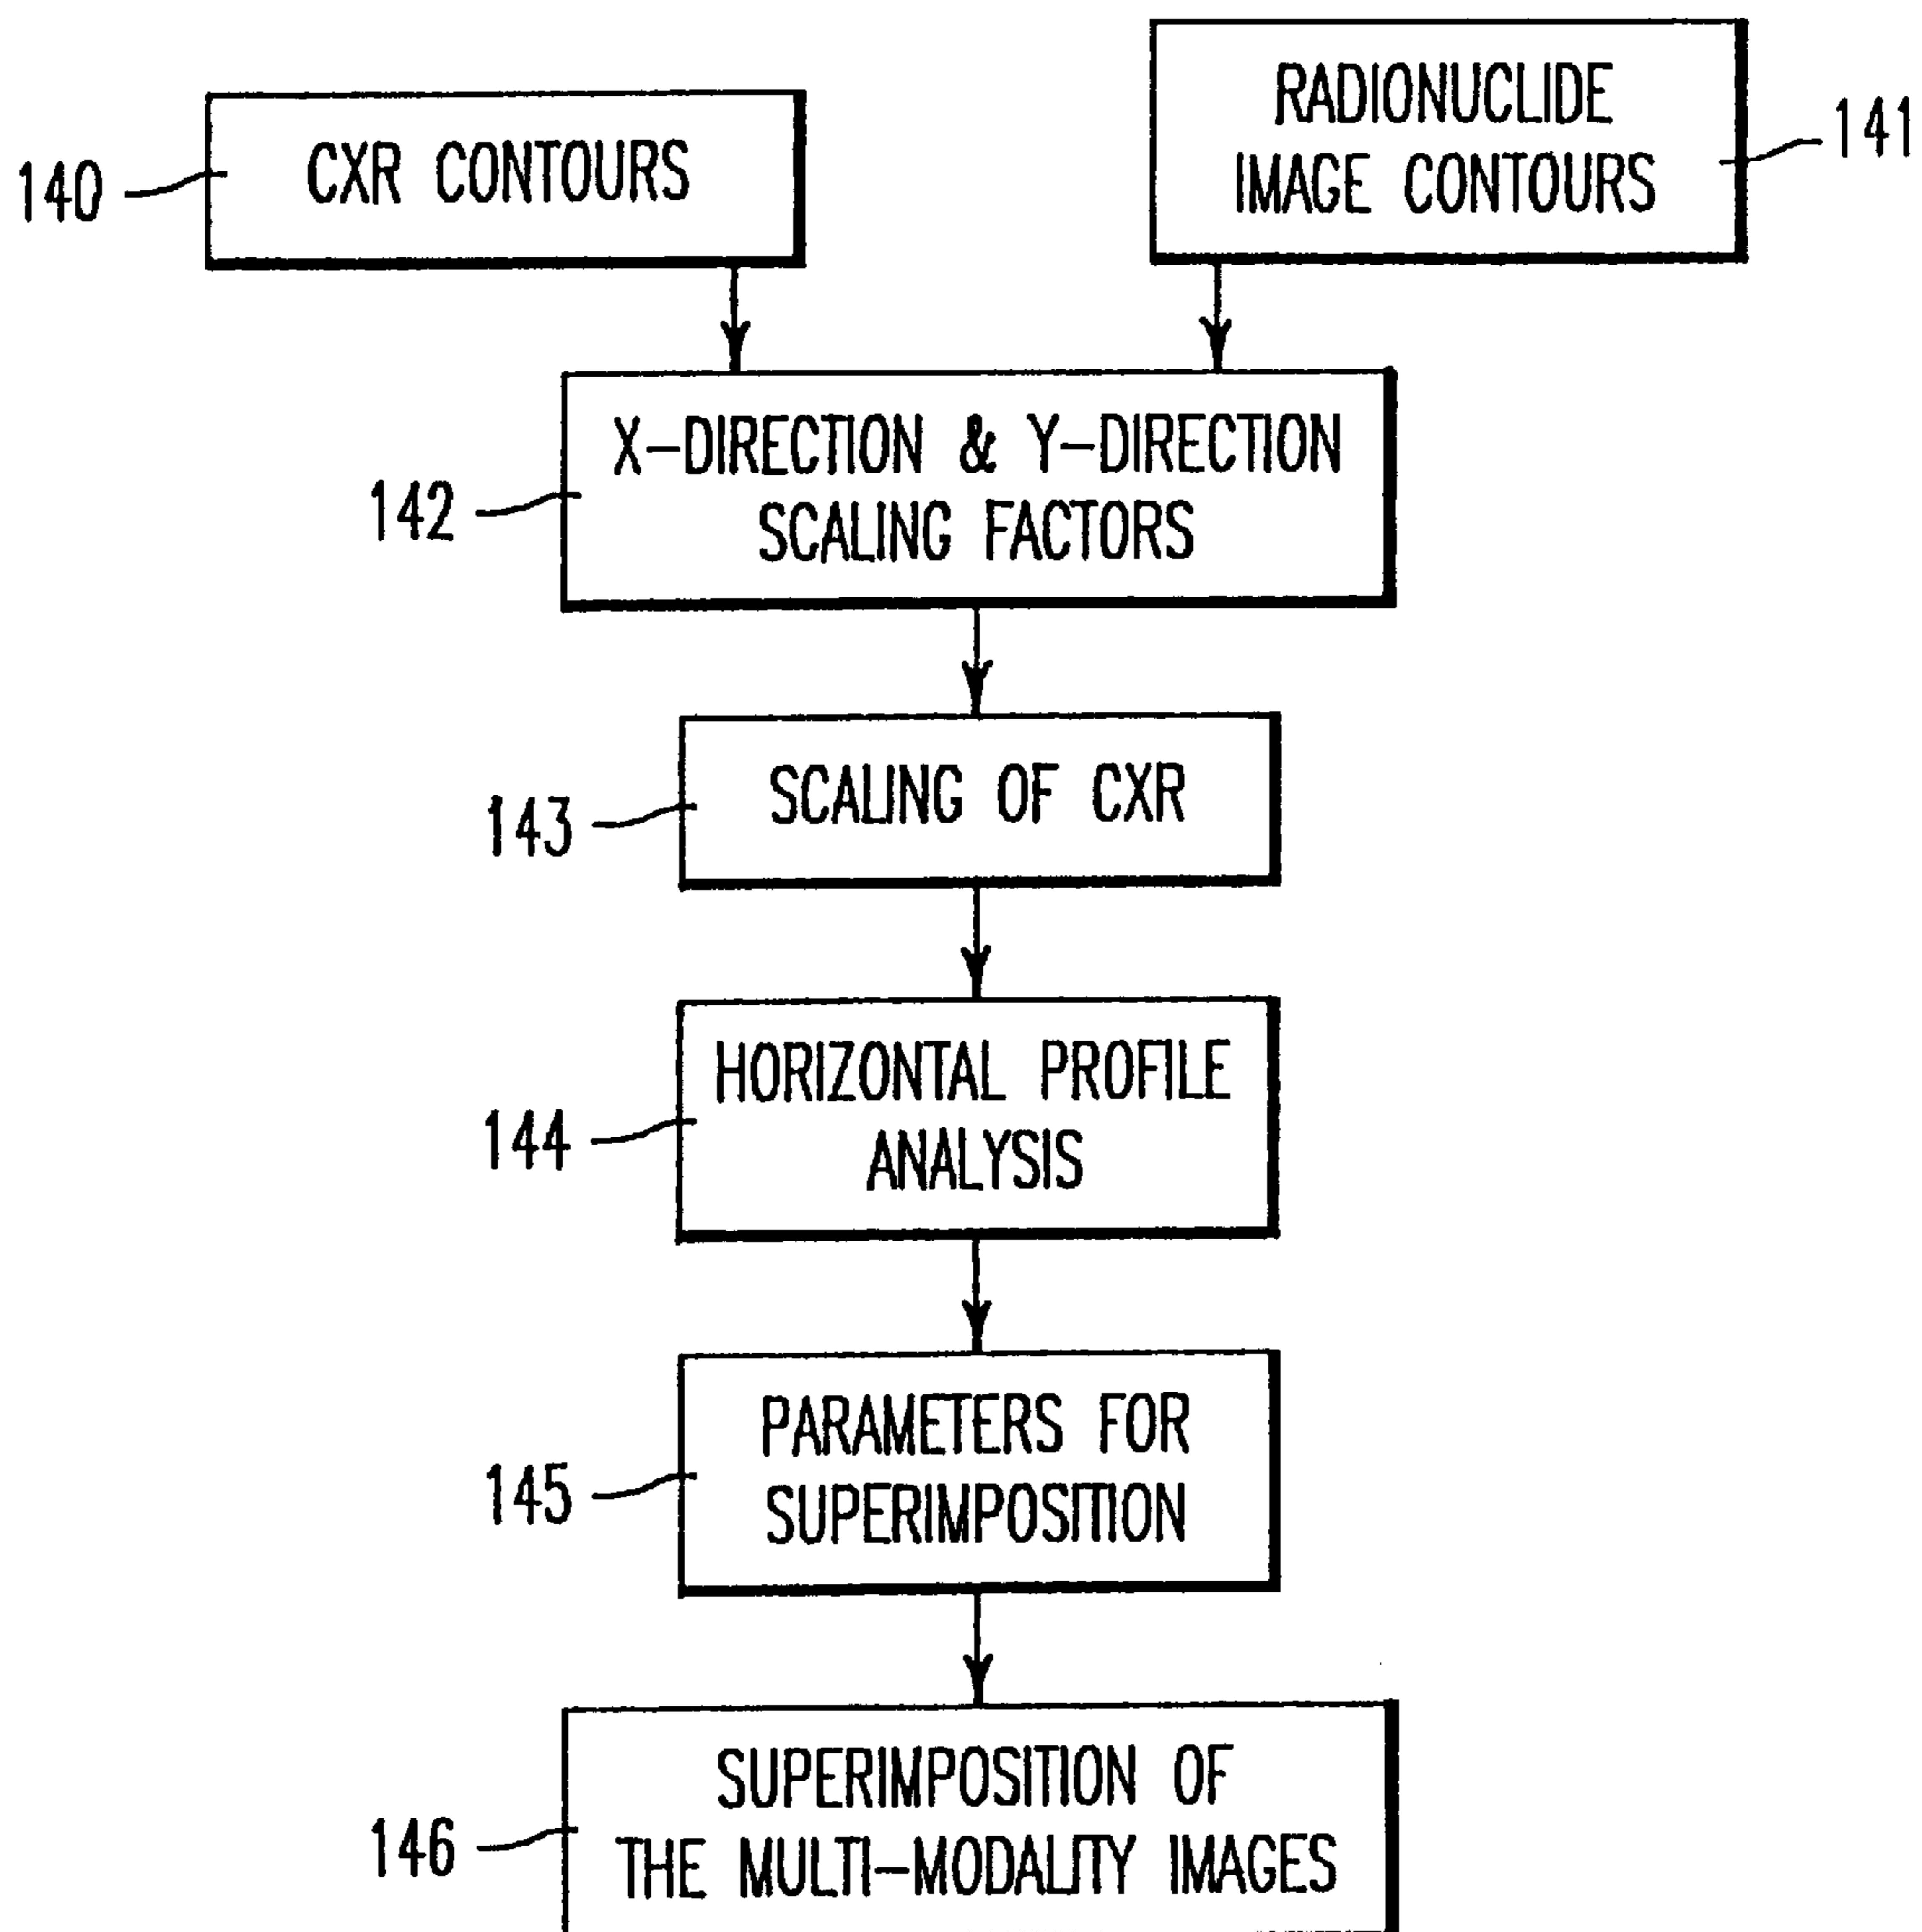 RADIONUCLIDE
IMAGE CONTOURS
141
CXR CONTOURS
140
X-DIRECTION & Y-DIRECTION
SCALING FACTORS
142
SCALING OF CXR
143
HORIZONTAL PROFILE
ANALYSIS
144
PARAMETERS FOR
SUPERIMPOSITION
145
SUPERIMPOSITION OF
THE MULTI-MODALITY IMAGES
146